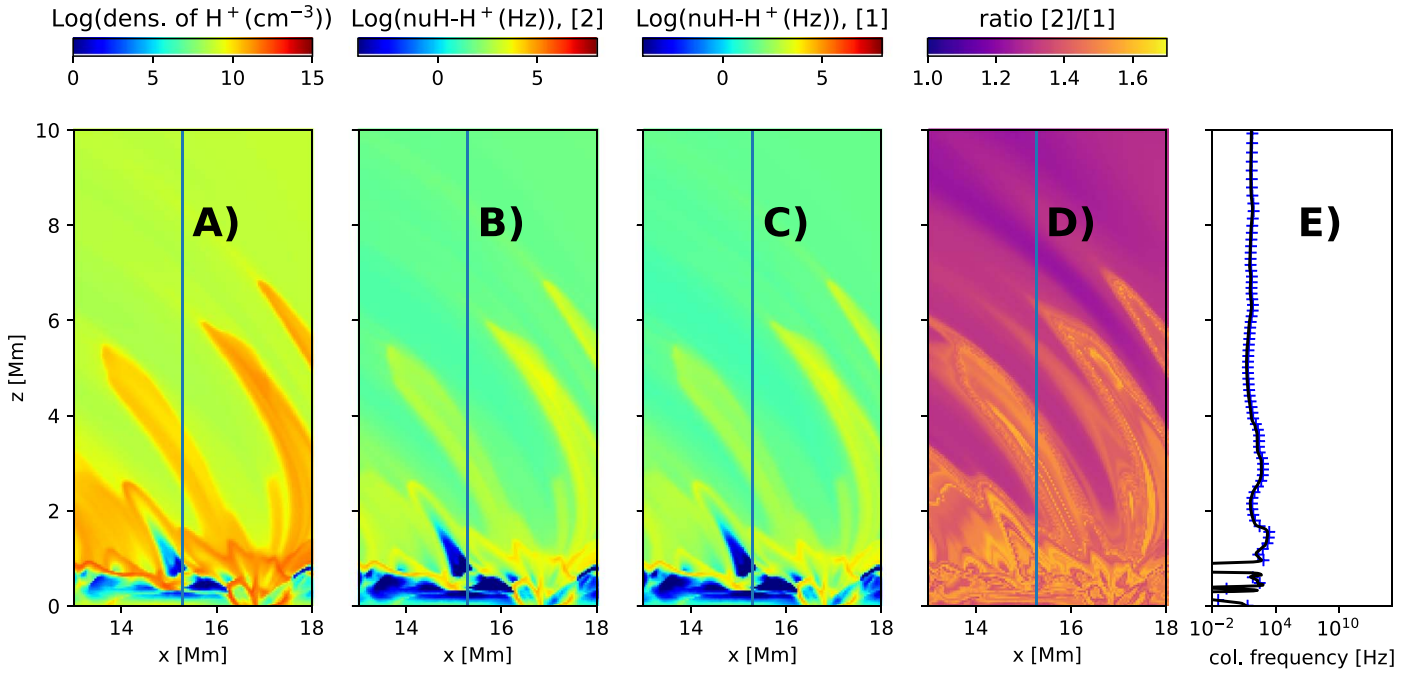 Log(dens. of H⁺(cm⁻³)) Log(nuH-H⁺(Hz)), [2] Log(nuH-H⁺(Hz)), [1] ratio [2]/[1]
0 5 10 15 0 5 0 5 1.0 1.2 1.4 1.6
10
8
6
4
2
0
z [Mm]
A) B) C) D) E)
14 16 18 14 16 18 14 16 18 14 16 18 10⁻² 10⁴ 10¹⁰
x [Mm] x [Mm] x [Mm] x [Mm] col. frequency [Hz]